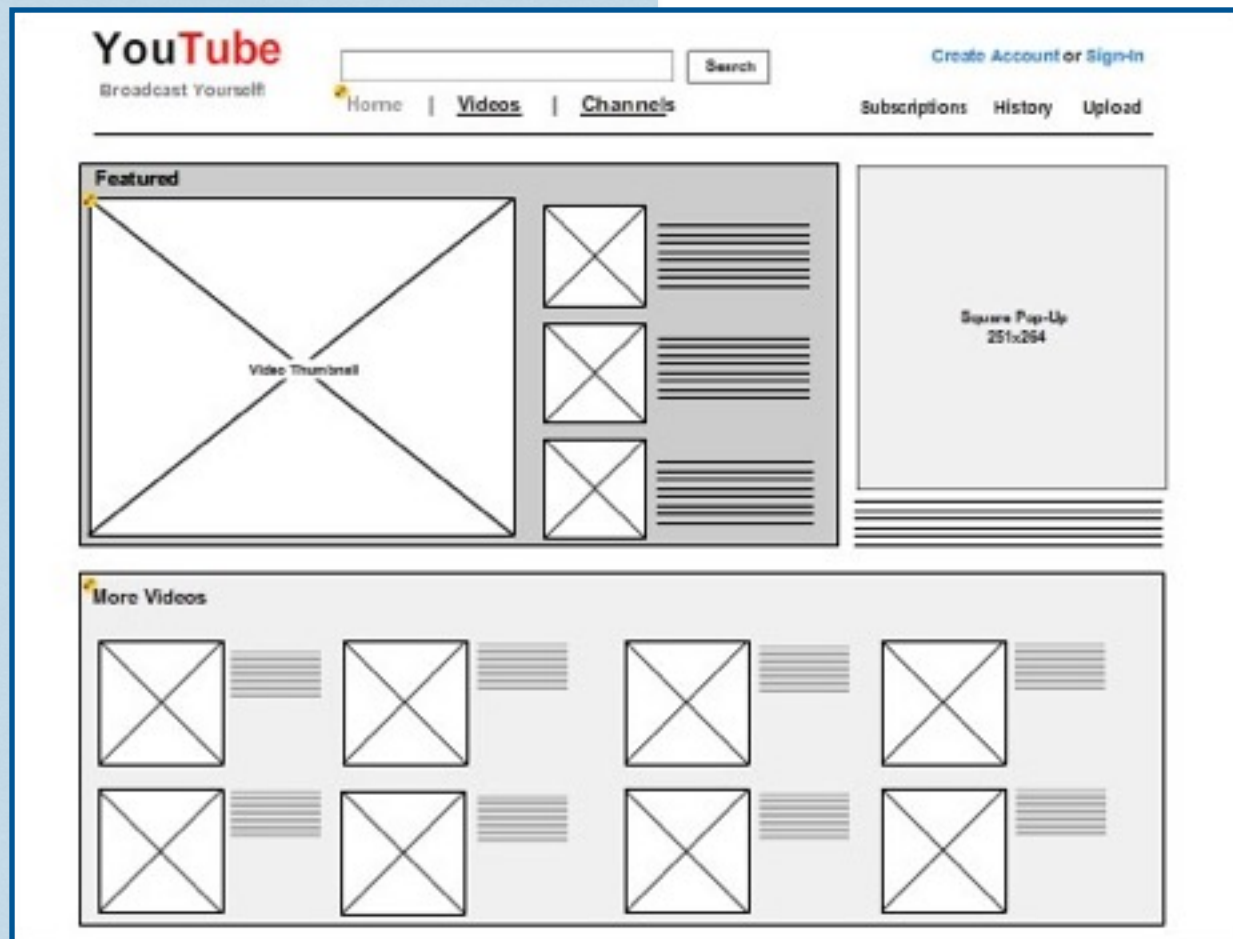 YouTube
Broadcast Yourself!
Search
Create Account or Sign-In
Home | Videos | Channels
Subscriptions History Upload
Featured
Video Thumbnail
Square Pop-Up
251x264
More Videos